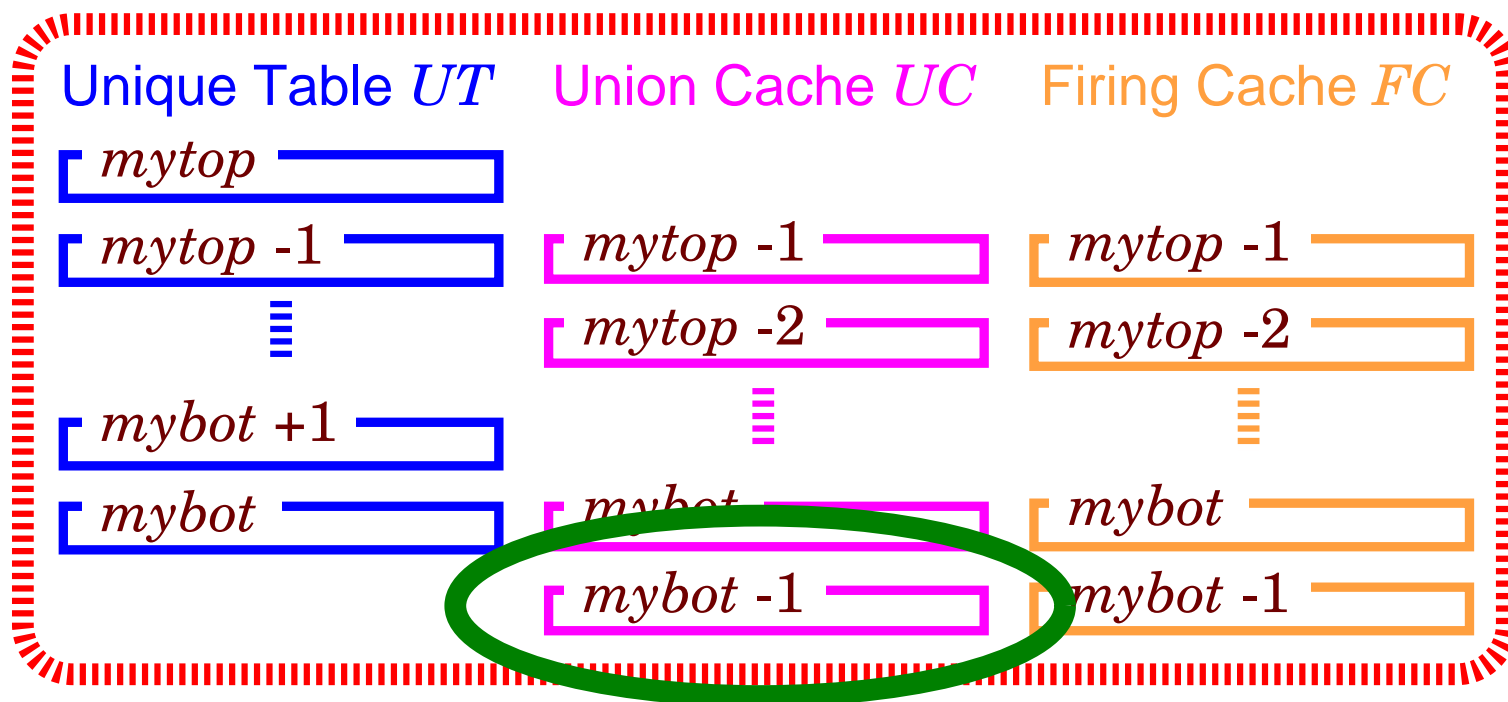 Unique Table UT Union Cache UC Firing Cache FC
mytop
mytop -1 mytop -1 mytop -1
mytop -2 mytop -2
mybot +1
mybot mybot mybot
mybot -1 mybot -1